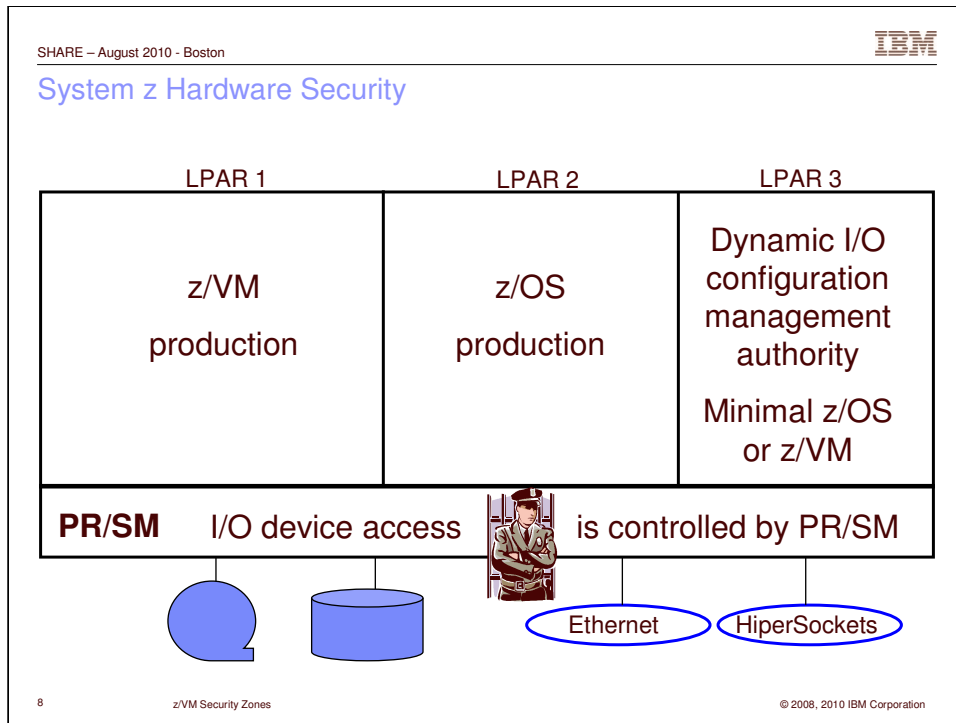 SHARE – August 2010 - Boston
IBM
System z Hardware Security
LPAR 1
LPAR 2
LPAR 3
z/VM
production
z/OS
production
Dynamic I/O
configuration
management
authority
Minimal z/OS
or z/VM
PR/SM I/O device access is controlled by PR/SM
Ethernet
HiperSockets
8
z/VM Security Zones
© 2008, 2010 IBM Corporation